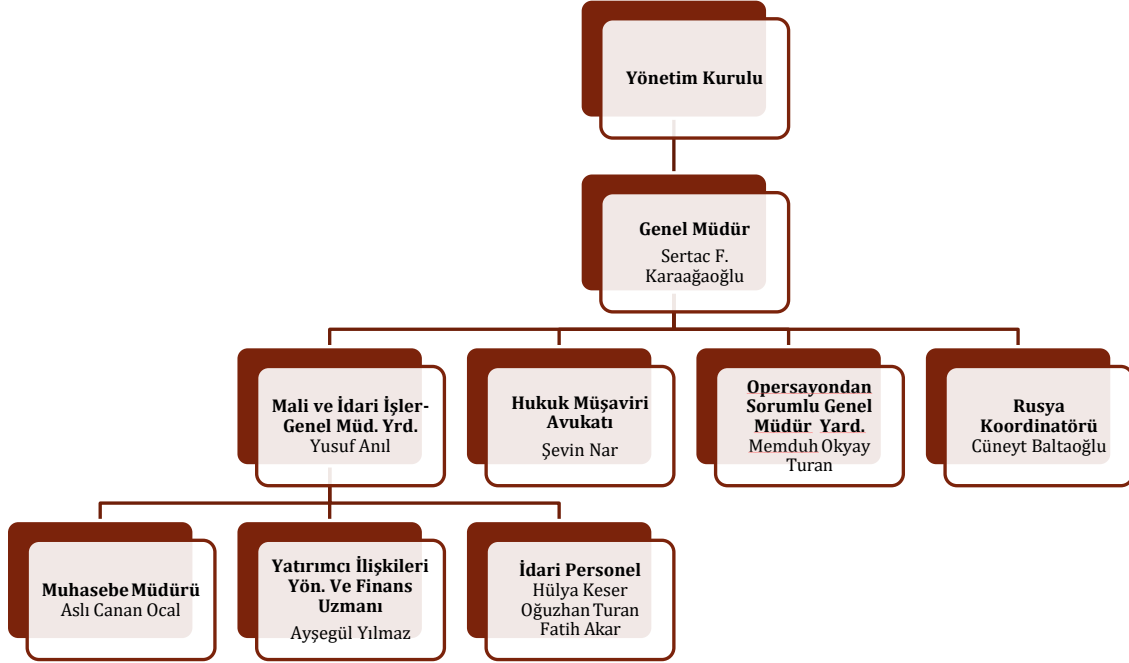 Yönetim Kurulu
Genel Müdür
Sertac F.
Karaağaoğlu
Mali ve İdari İşler-
Genel Müd. Yrd.
Yusuf Anıl
Hukuk Müşaviri
Avukatı
Şevin Nar
Opersayondan
Sorumlu Genel
Müdür Yard.
Memduh Okyay
Turan
Rusya
Koordinatörü
Cüneyt Baltaoğlu
Muhasebe Müdürü
Aslı Canan Ocal
Yatırımcı İlişkileri
Yön. Ve Finans
Uzmanı
Ayşegül Yılmaz
İdari Personel
Hülya Keser
Oğuzhan Turan
Fatih Akar